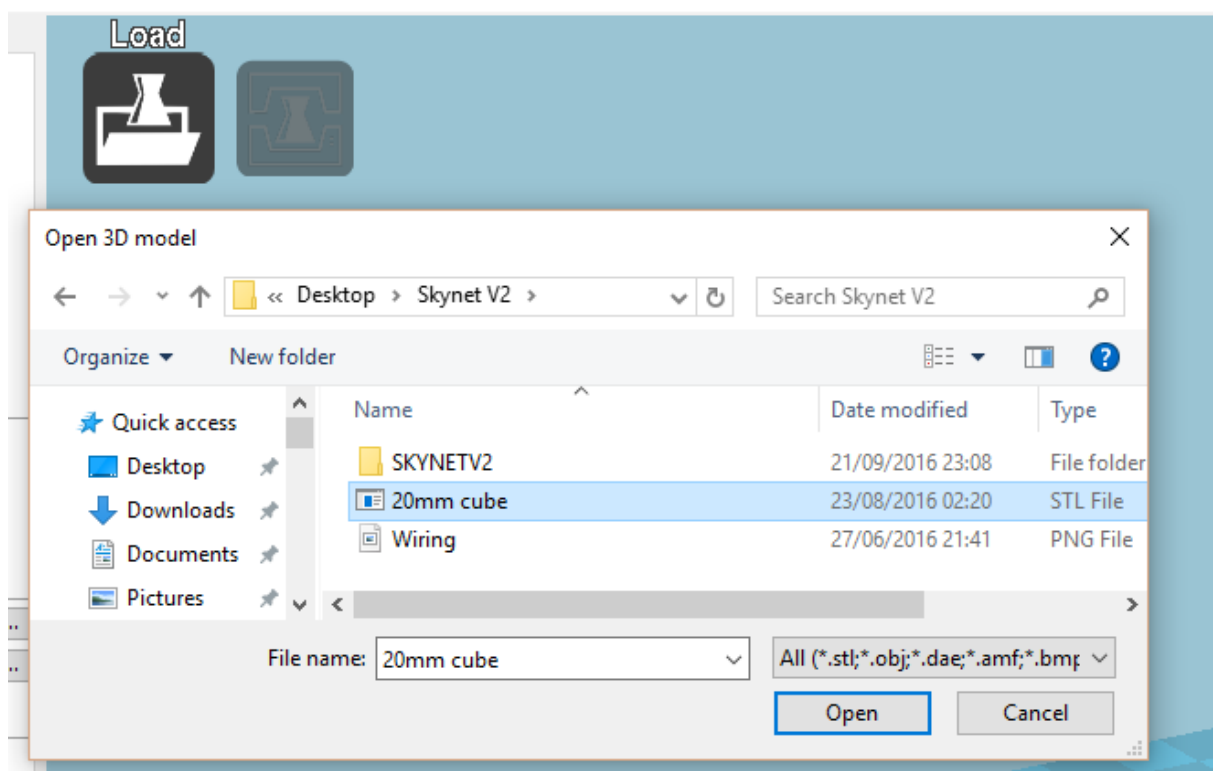 Load
Open 3D model
« Desktop > Skynet V2 >
Search Skynet V2
Organize
New folder
?
Name
Date modified
Type
Quick access
Desktop
Downloads
Documents
Pictures
SKYNETV2
21/09/2016 23:08
File folder
20mm cube
23/08/2016 02:20
STL File
Wiring
27/06/2016 21:41
PNG File
..
..
File name:
20mm cube
All (*.stl;*.obj;*.dae;*.amf;*.bmp
Open
Cancel